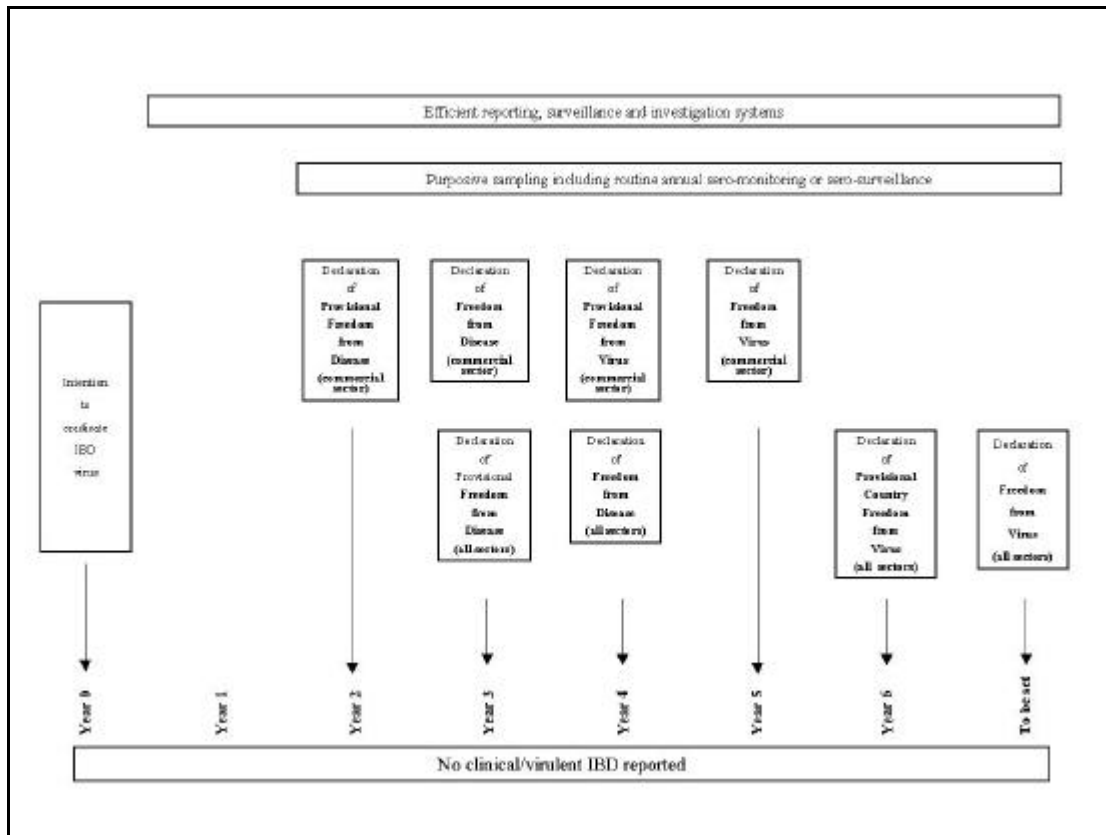 Efficient reporting, surveillance and investigation systems
Purposive sampling including routine annual sero-monitoring or sero-surveillance
Intention
to
eradicate
IBD
virus
Declaration
of
Provisional
Freedom
from
Disease
(commercial
sector)
Declaration
of
Freedom
from
Disease
(commercial
sector)
Declaration
of
Provisional
Freedom
from
Virus
(commercial
sector)
Declaration
of
Freedom
from
Virus
(commercial
sector)
Declaration
of
Provisional
Freedom
from
Disease
(all sectors)
Declaration
of
Freedom
from
Disease
(all sectors)
Declaration
of
Provisional
Country
Freedom
from
Virus
(all sectors)
Declaration
of
Freedom
from
Virus
(all sectors)
Year 0
Year 1
Year 2
Year 3
Year 4
Year 5
Year 6
To be set
No clinical/virulent IBD reported